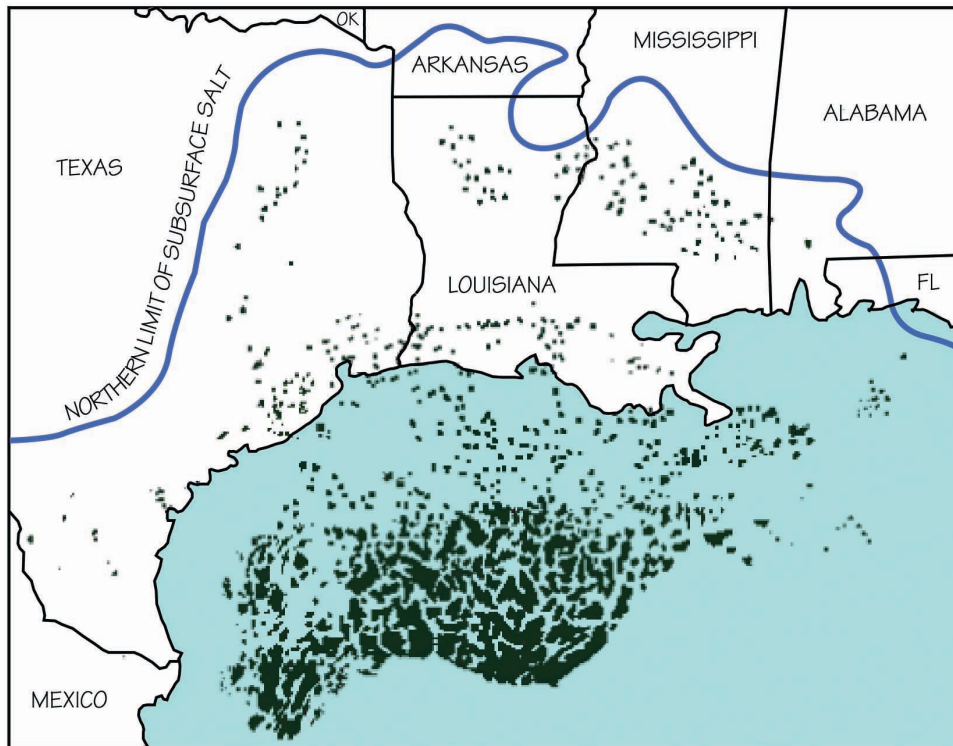 OK
MISSISSIPPI
ARKANSAS
ALABAMA
TEXAS
NORTHERN LIMIT OF SUBSURFACE SALT
LOUISIANA
FL
MEXICO